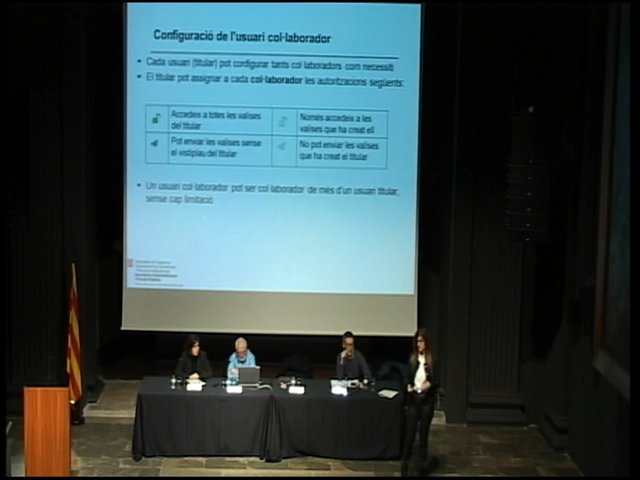 Configuració de l'usuari col·laborador
• Cada usuari (titular) pot configurar tants col·laboradors com necessiti
• El titular pot assignar a cada col·laborador les autoritzacions següents:
Accedeix a totes les valises
del titular
Només accedeix a les
valises que ha creat ell
Pot enviar les valises sense
el vistiplau del titular
No pot enviar les valises
que ha creat el titular
• Un usuari col·laborador pot ser col·laborador de més d'un usuari titular,
sense cap limitació